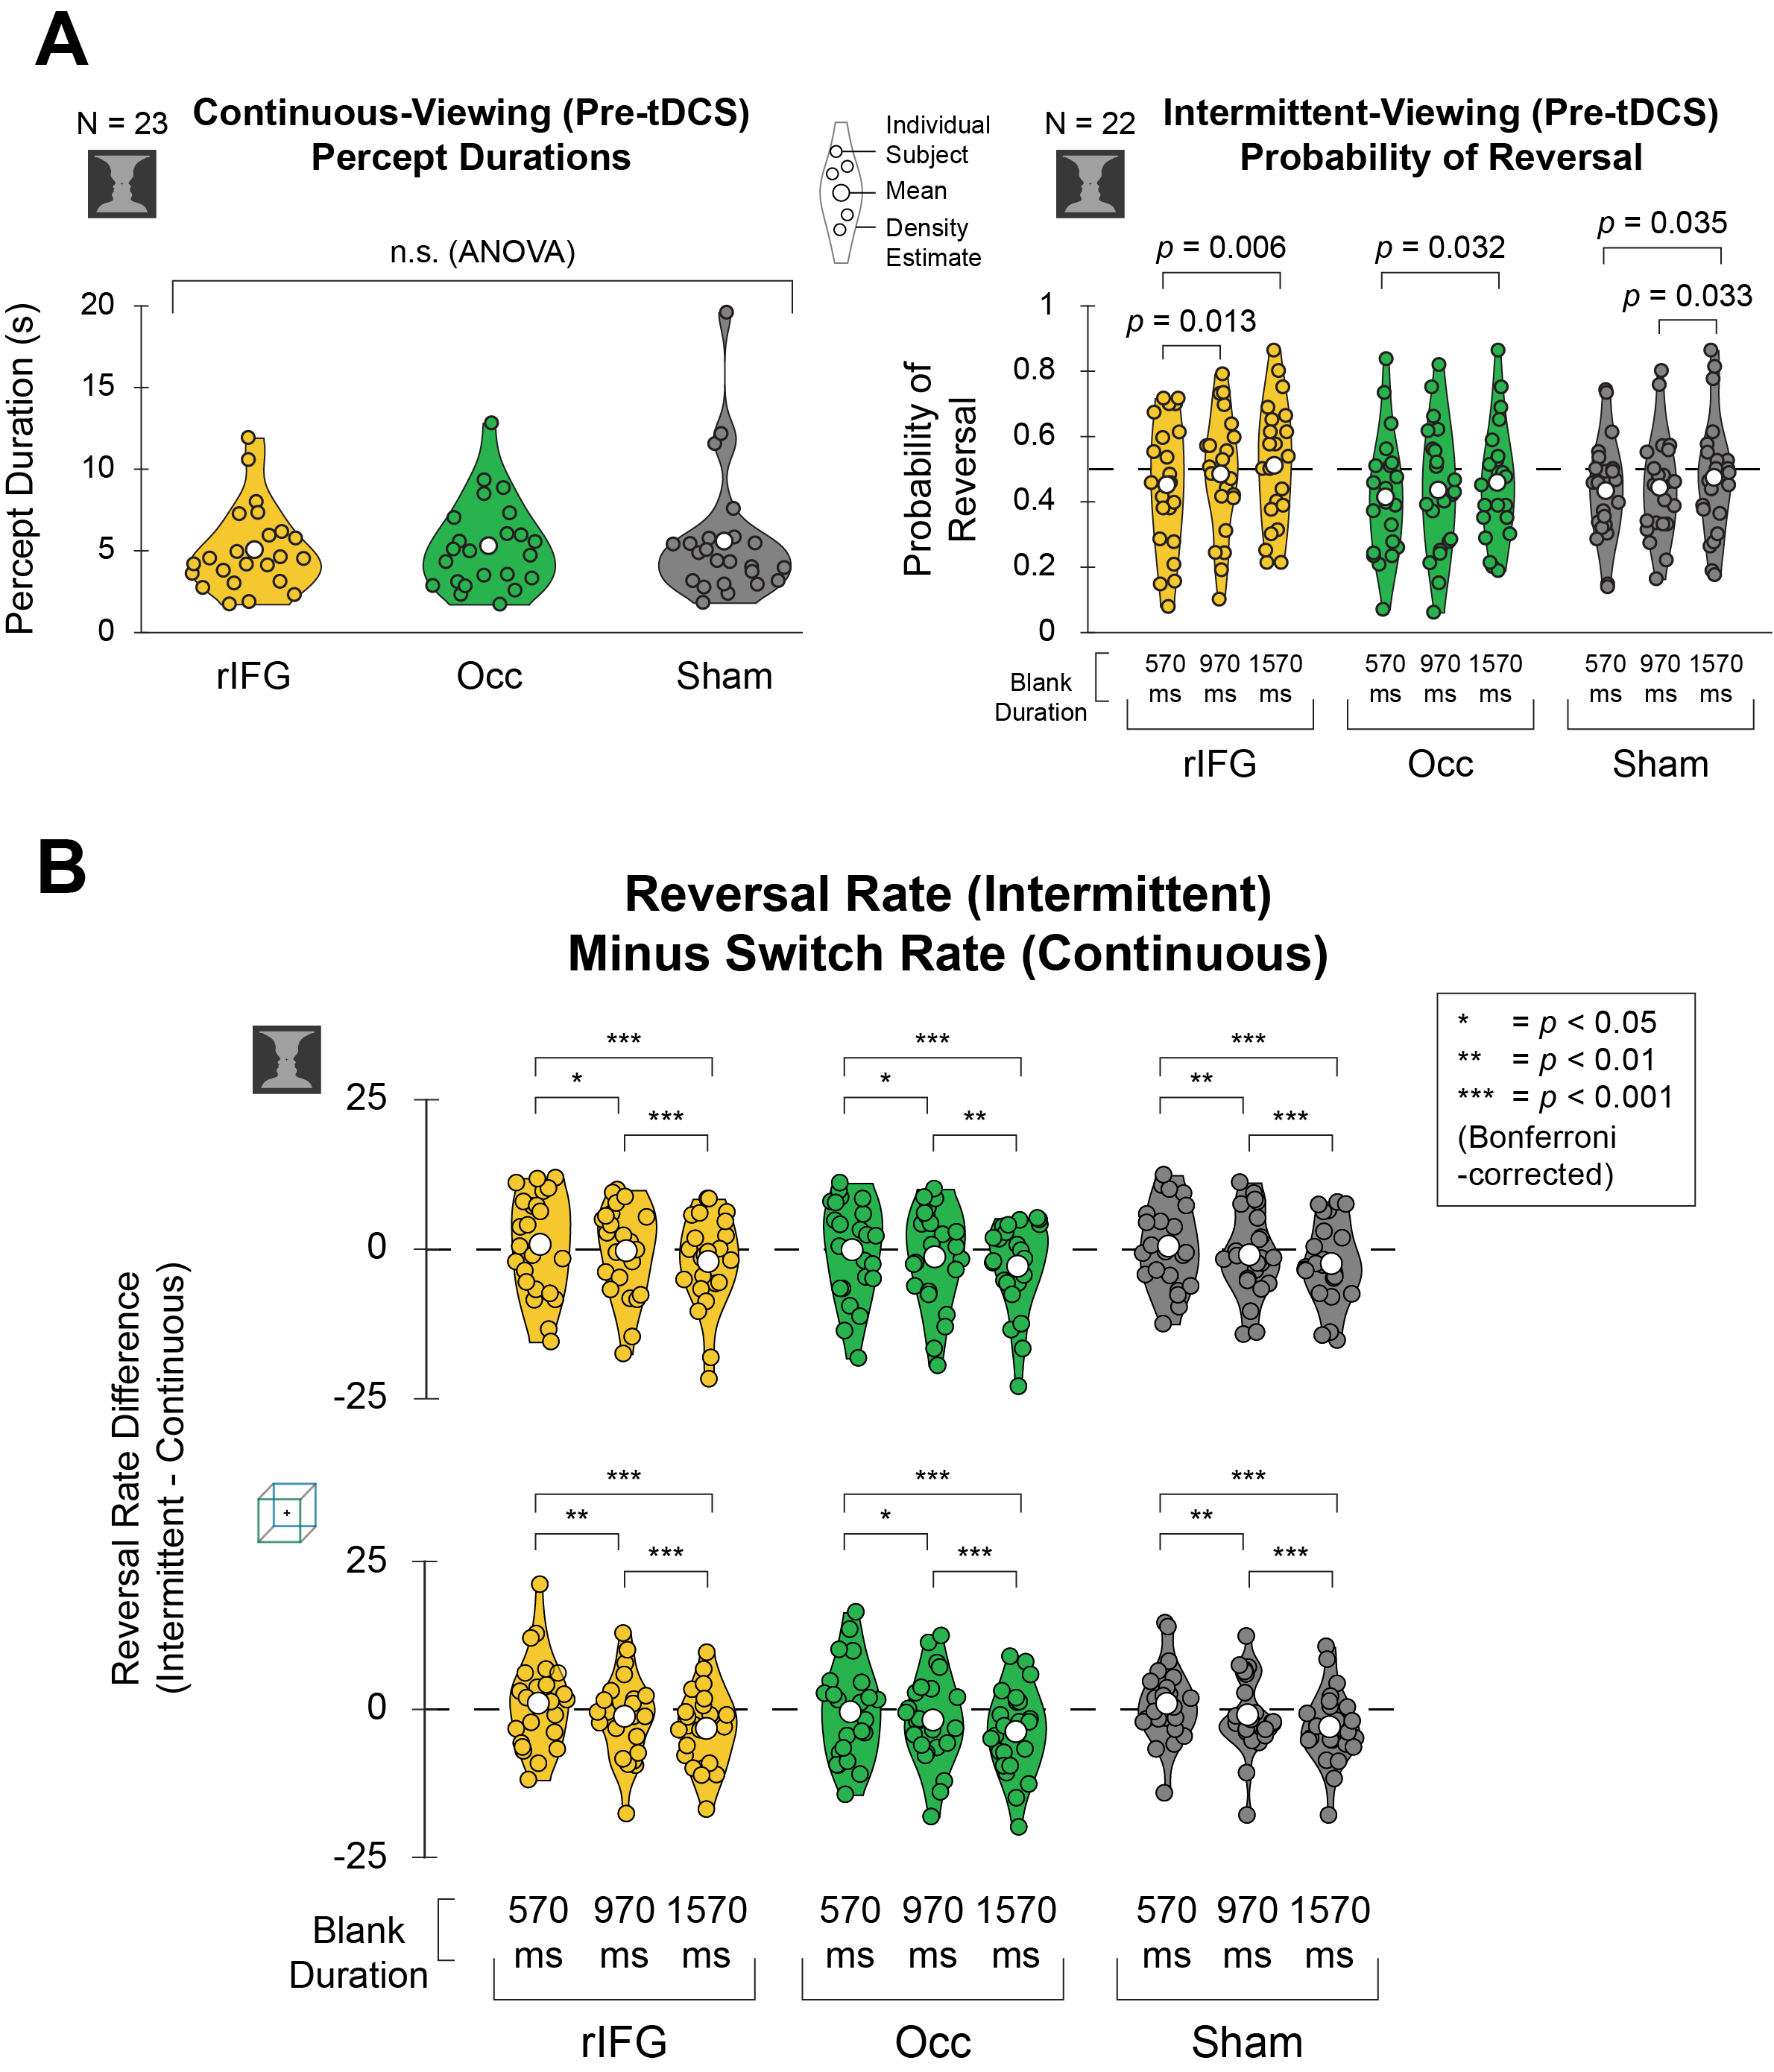 A
N = 23
Continuous-Viewing (Pre-tDCS)
Percept Durations
Individual
Subject
Mean
Density
Estimate
N = 22
Intermittent-Viewing (Pre-tDCS)
Probability of Reversal
n.s. (ANOVA)
Percept Duration (s)
20
15
10
5
0
rIFG
Occ
Sham
p = 0.006
p = 0.013
p = 0.032
p = 0.035
p = 0.033
Probability of
Reversal
1
0.8
0.6
0.4
0.2
0
Blank
Duration
570 970 1570 570 970 1570 570 970 1570
ms ms ms ms ms ms ms ms ms
rIFG
Occ
Sham
B
Reversal Rate (Intermittent)
Minus Switch Rate (Continuous)
* = p < 0.05
** = p < 0.01
*** = p < 0.001
(Bonferroni
-corrected)
Reversal Rate Difference
(Intermittent - Continuous)
*** *** ***
* * **
*** ** ***
25
0
-25
*** *** ***
** * **
*** *** ***
25
0
-25
Blank
Duration
570 970 1570 570 970 1570 570 970 1570
ms ms ms ms ms ms ms ms ms
rIFG
Occ
Sham